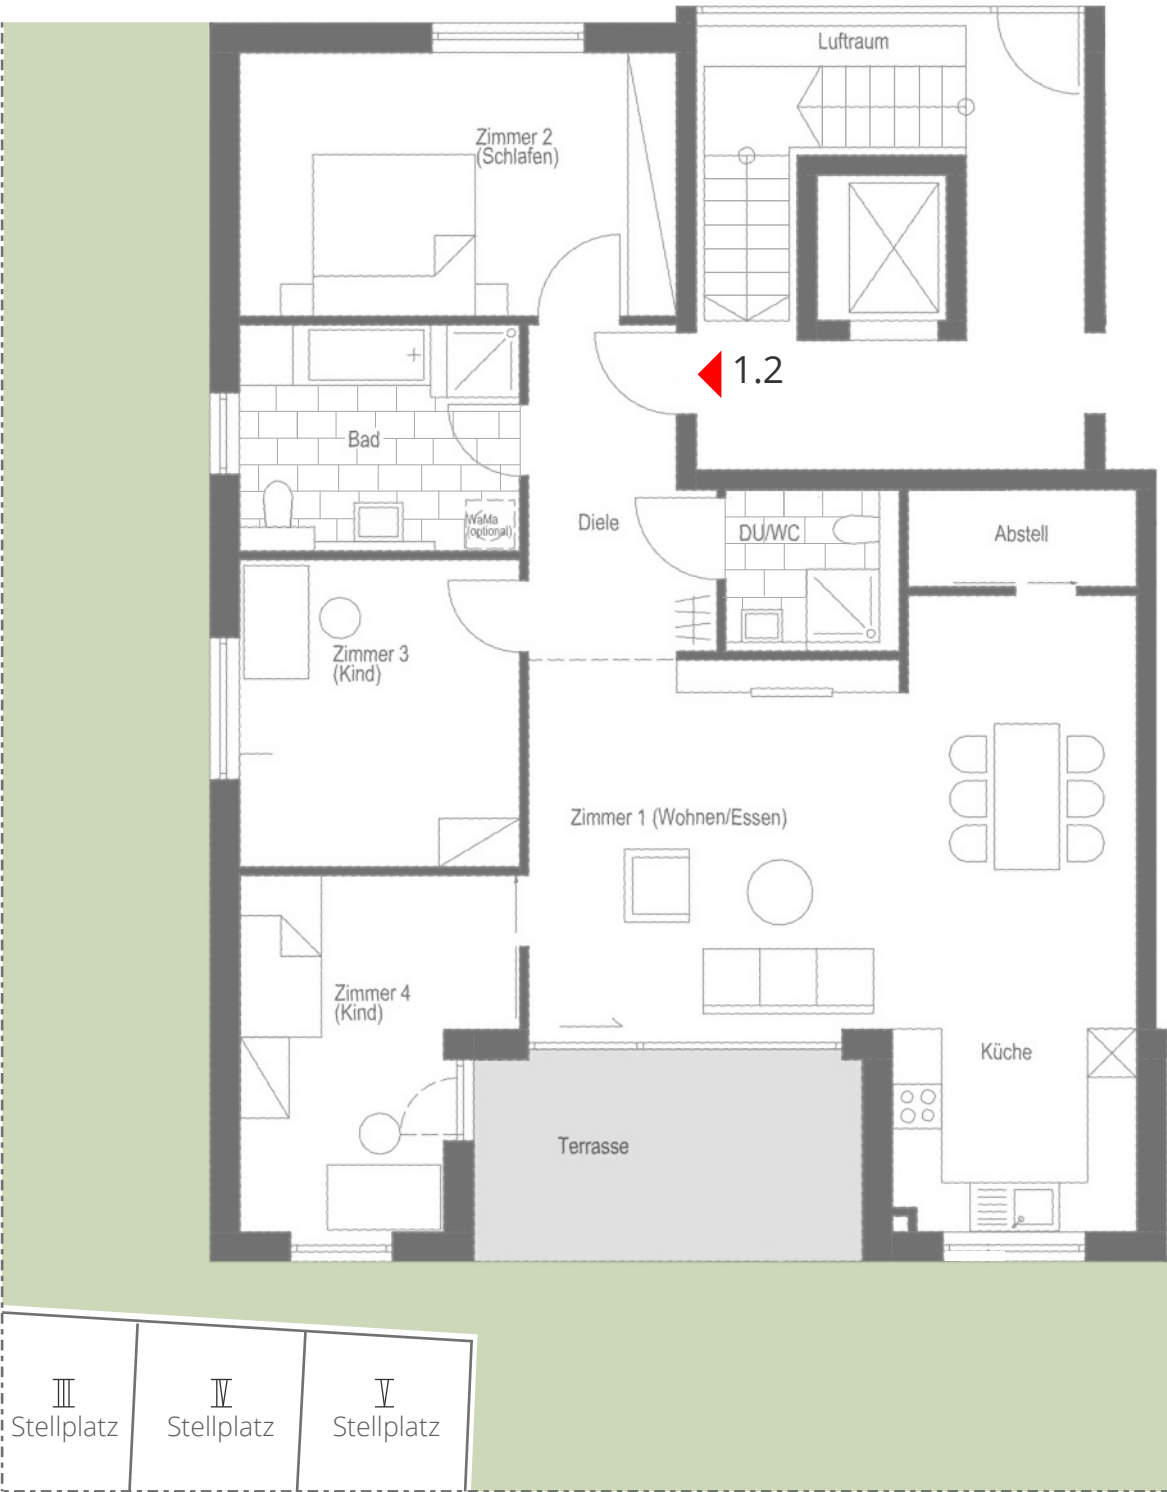 Luftraum
Zimmer 2
(Schlafen)
1.2
Bad
WaMa
(optional)
Diele
DU/WC
Abstell
Zimmer 3
(Kind)
Zimmer 1 (Wohnen/Essen)
Zimmer 4
(Kind)
Küche
Terrasse
III
Stellplatz
IV
Stellplatz
V
Stellplatz